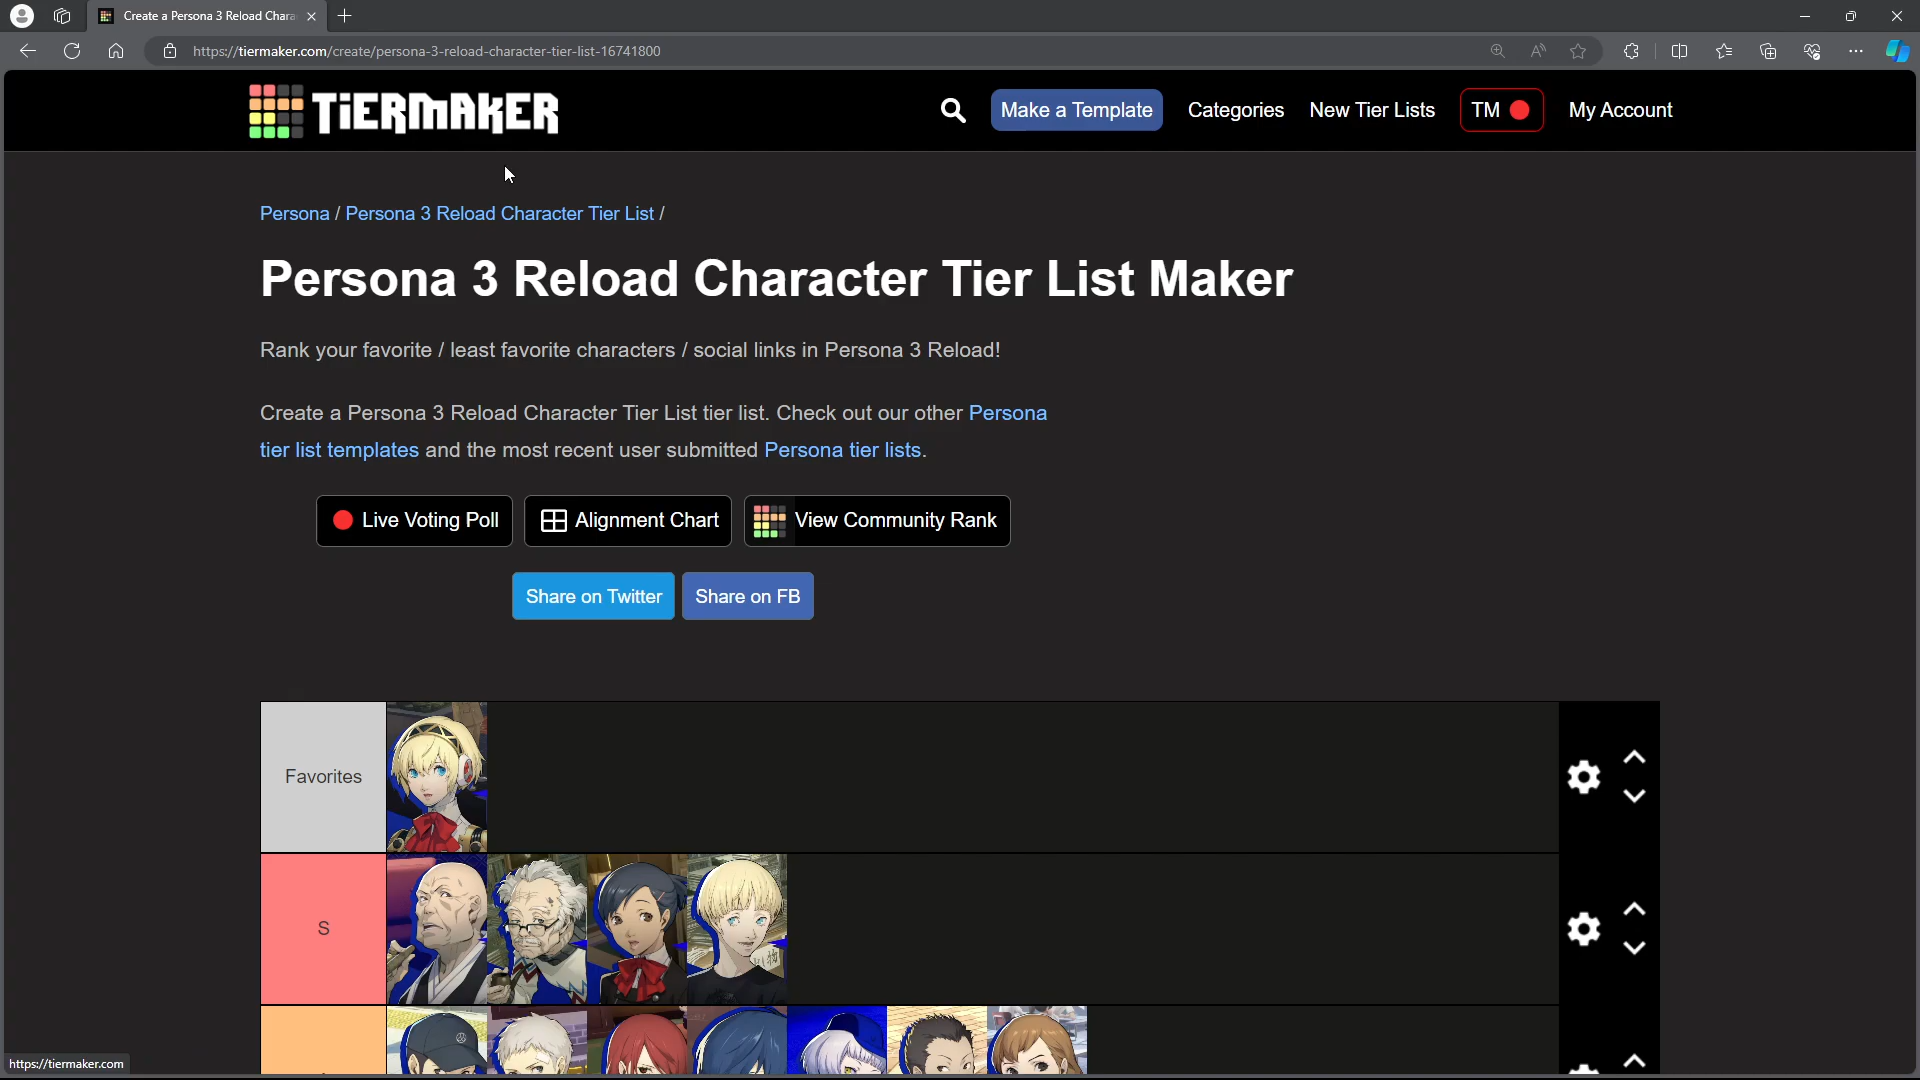 Create a Persona 3 Reload Chara
https://tiermaker.com/create/persona-3-reload-character-tier-list-16741800
TiERMAKER
Make a Template
Categories
New Tier Lists
TM
My Account
Persona / Persona 3 Reload Character Tier List /
Persona 3 Reload Character Tier List Maker
Rank your favorite / least favorite characters / social links in Persona 3 Reload!
Create a Persona 3 Reload Character Tier List tier list. Check out our other Persona
tier list templates and the most recent user submitted Persona tier lists.
Live Voting Poll
Alignment Chart
View Community Rank
Share on Twitter
Share on FB
Favorites
S
https://tiermaker.com